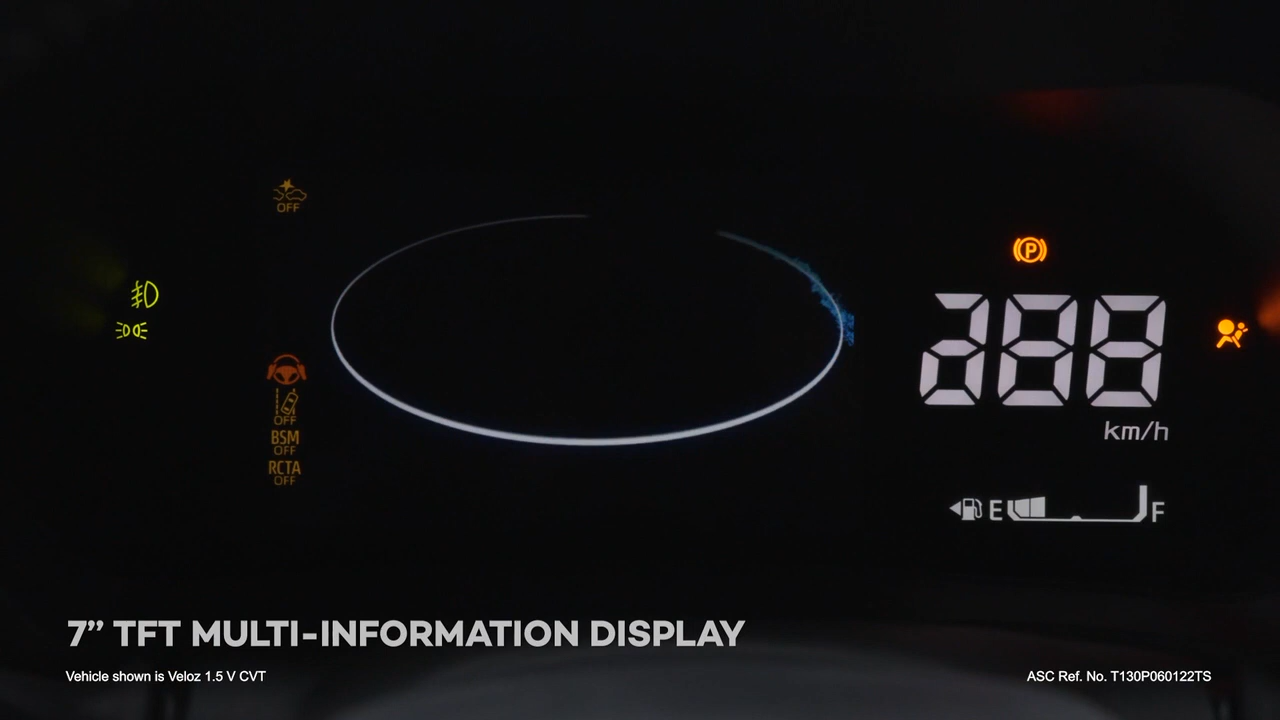 OFF
P
288
OFF
BSM
OFF
km/h
RCTA
OFF
E F
7” TFT MULTI-INFORMATION DISPLAY
Vehicle shown is Veloz 1.5 V CVT
ASC Ref. No. T130P060122TS